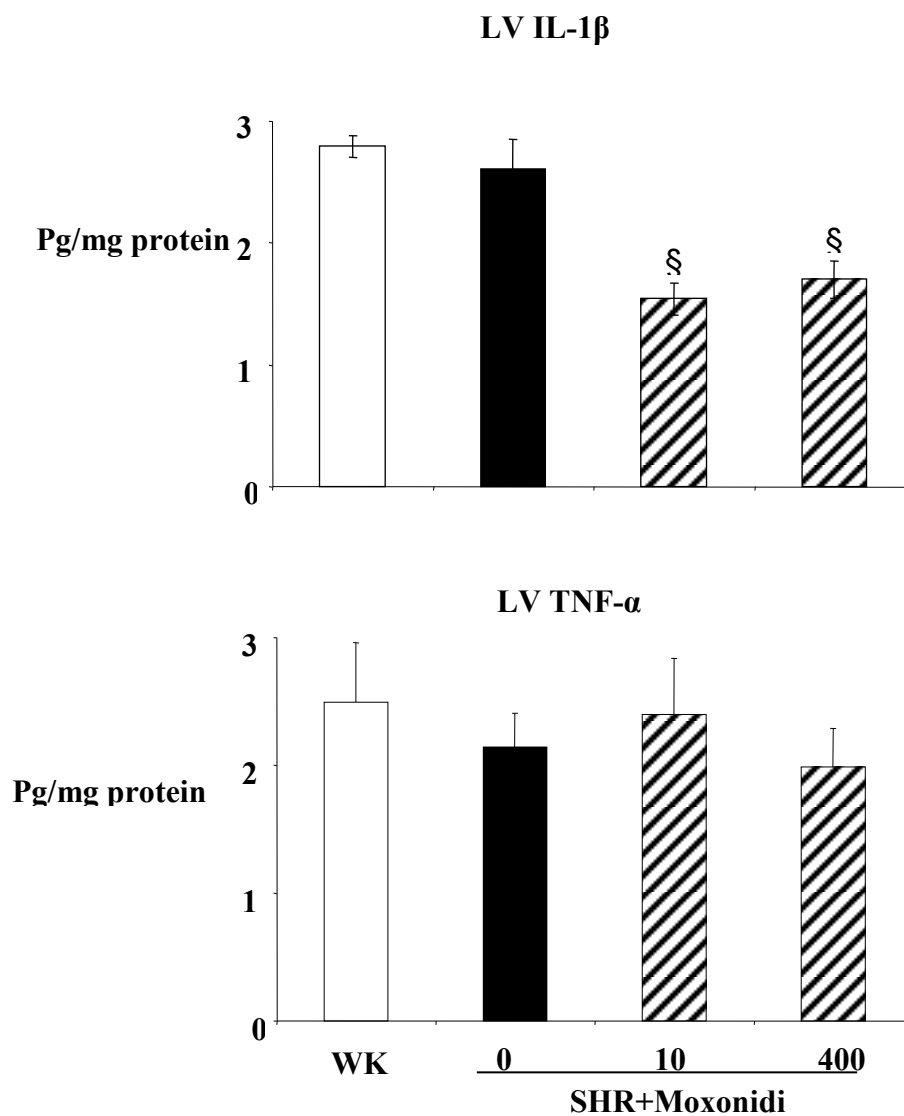 LV IL-1β
3
Pg/mg protein
2
§ §
1
0
LV TNF-α
3
2
Pg/mg protein
1
0
WK 0 10 400
SHR+Moxonidi